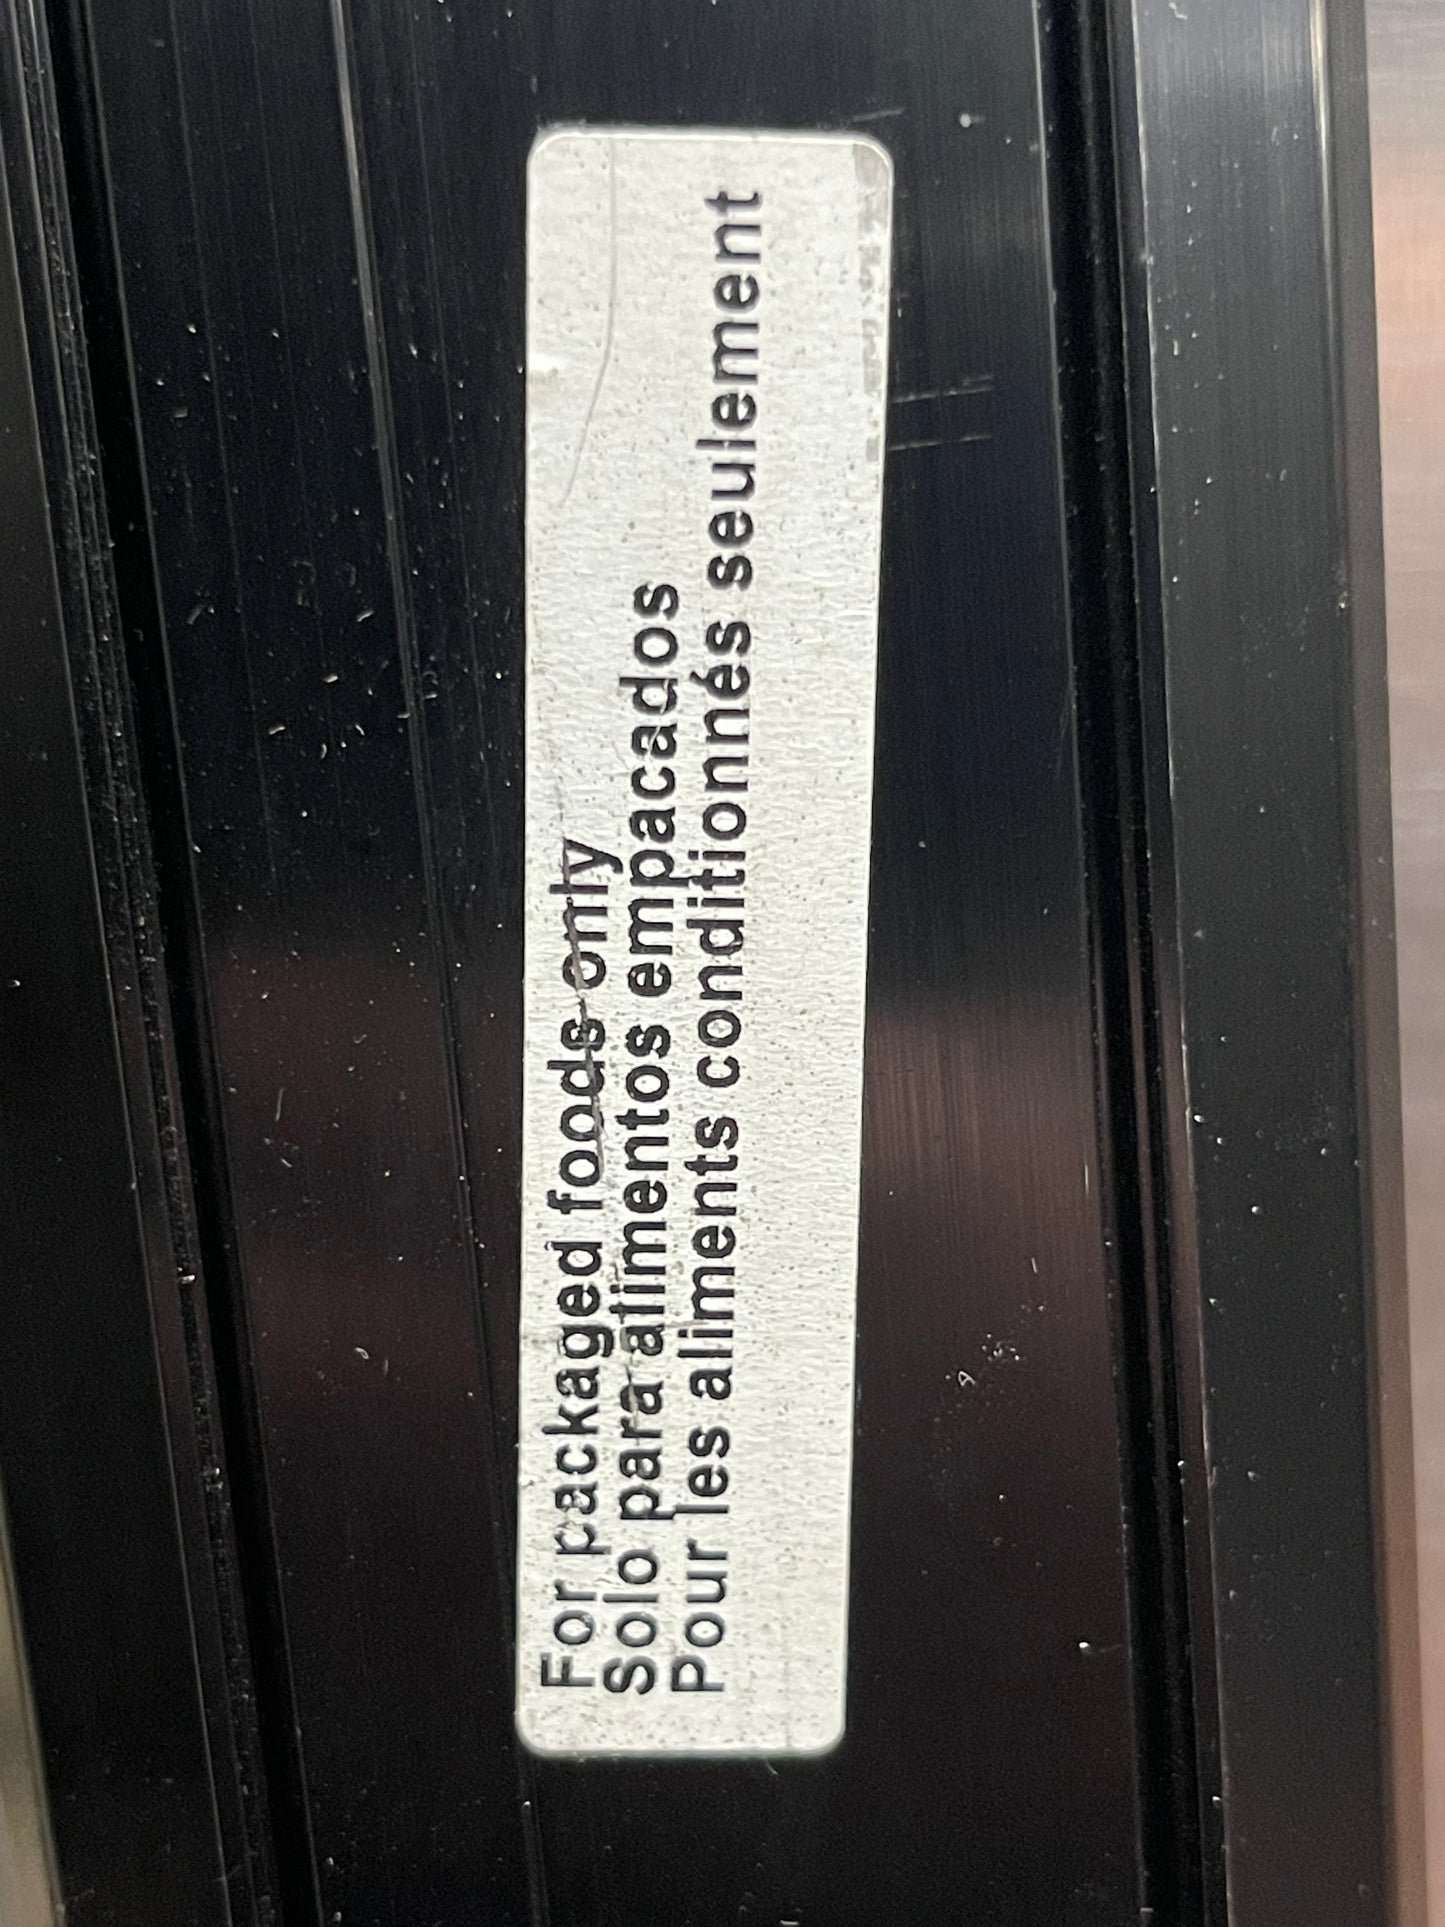 For packaged foods only
Solo para alimentos empacados
Pour les aliments conditionnés seulement